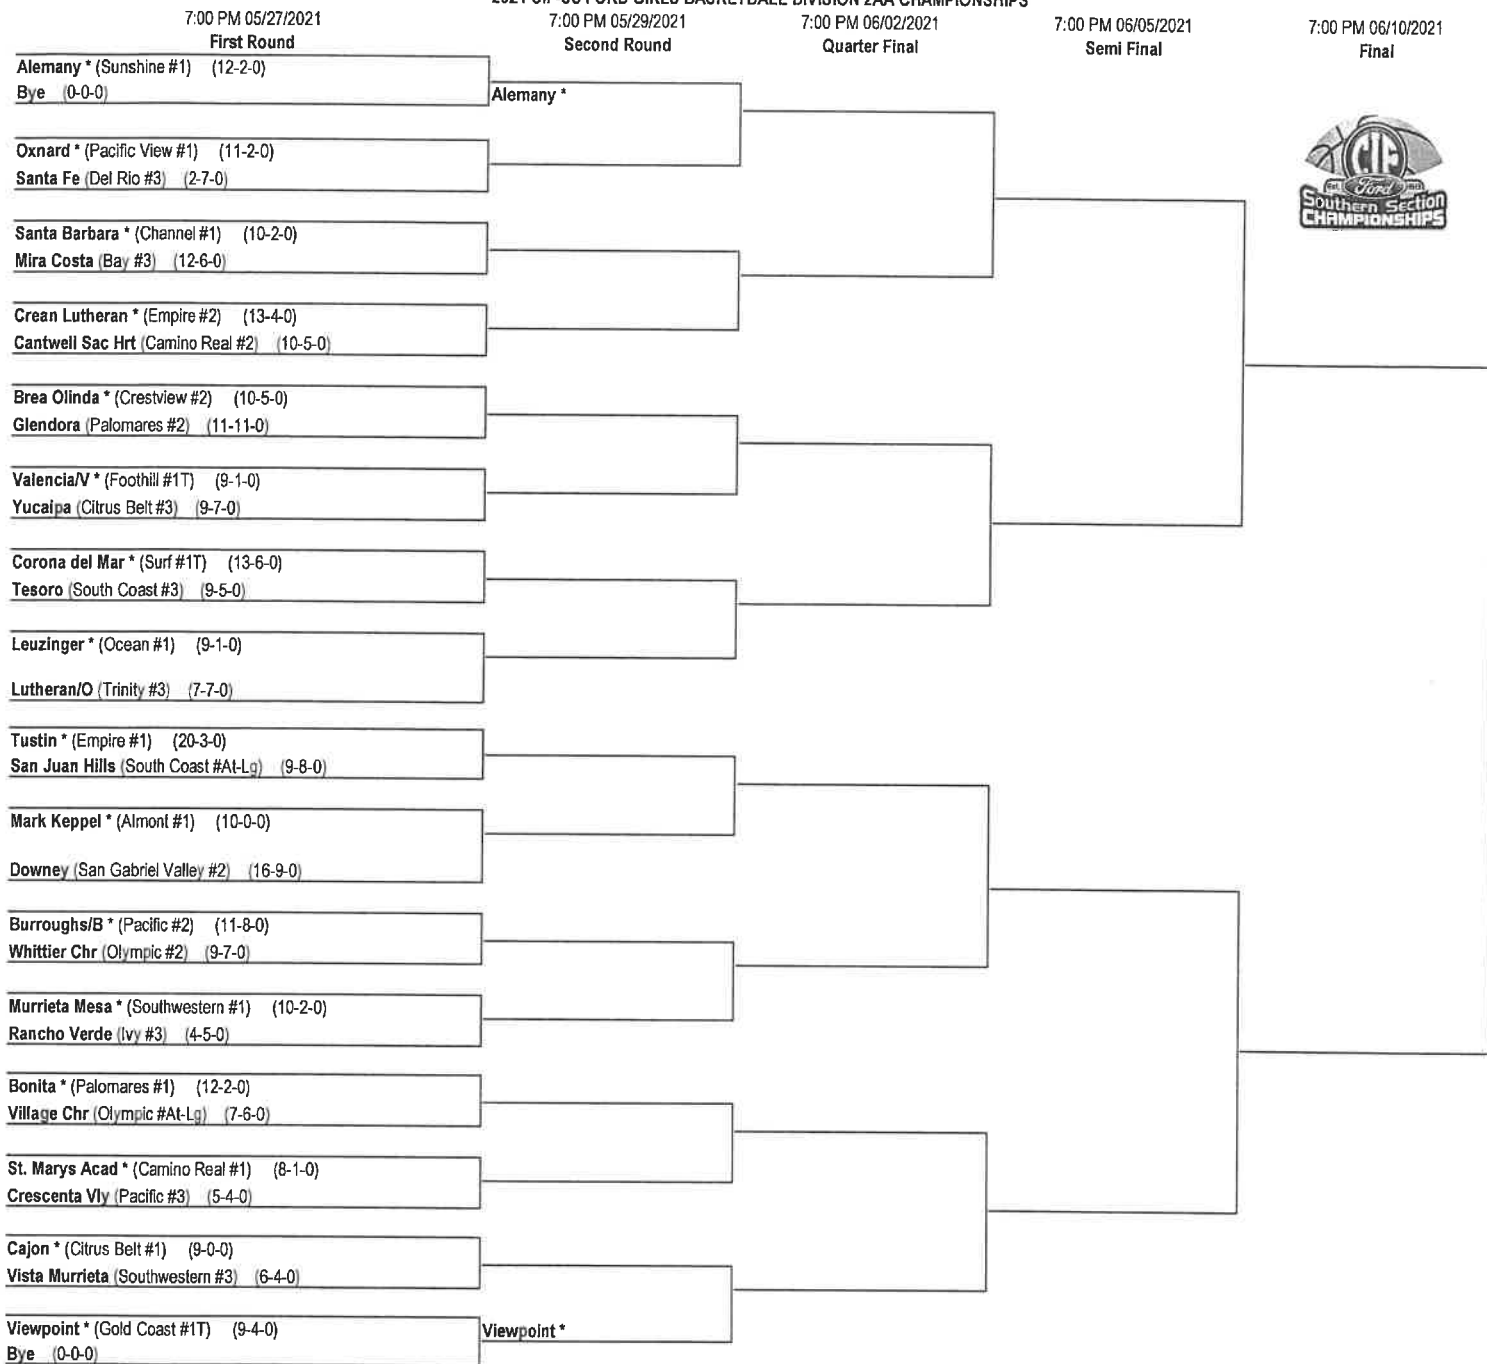 2021 CIF-SS FORD GIRLS BASKETBALL DIVISION 2AA CHAMPIONSHIPS
7:00 PM 05/27/2021
First Round
7:00 PM 05/29/2021
Second Round
7:00 PM 06/02/2021
Quarter Final
7:00 PM 06/05/2021
Semi Final
7:00 PM 06/10/2021
Final
CIF
Ford
Southern Section
CHAMPIONSHIPS
Alemany * (Sunshine #1) (12-2-0)
Bye (0-0-0)
Alemany *
Oxnard * (Pacific View #1) (11-2-0)
Santa Fe (Del Rio #3) (2-7-0)
Santa Barbara * (Channel #1) (10-2-0)
Mira Costa (Bay #3) (12-6-0)
Crean Lutheran * (Empire #2) (13-4-0)
Cantwell Sac Hrt (Camino Real #2) (10-5-0)
Brea Olinda * (Crestview #2) (10-5-0)
Glendora (Palomares #2) (11-11-0)
Valencia/V * (Foothill #1T) (9-1-0)
Yucaipa (Citrus Belt #3) (9-7-0)
Corona del Mar * (Surf #1T) (13-6-0)
Tesoro (South Coast #3) (9-5-0)
Leuzinger * (Ocean #1) (9-1-0)
Lutheran/O (Trinity #3) (7-7-0)
Tustin * (Empire #1) (20-3-0)
San Juan Hills (South Coast #At-Lg) (9-8-0)
Mark Keppel * (Almont #1) (10-0-0)
Downey (San Gabriel Valley #2) (16-9-0)
Burroughs/B * (Pacific #2) (11-8-0)
Whittier Chr (Olympic #2) (9-7-0)
Murrieta Mesa * (Southwestern #1) (10-2-0)
Rancho Verde (Ivy #3) (4-5-0)
Bonita * (Palomares #1) (12-2-0)
Village Chr (Olympic #At-Lg) (7-6-0)
St. Marys Acad * (Camino Real #1) (8-1-0)
Crescenta Vly (Pacific #3) (5-4-0)
Cajon * (Citrus Belt #1) (9-0-0)
Vista Murrieta (Southwestern #3) (6-4-0)
Viewpoint * (Gold Coast #1T) (9-4-0)
Bye (0-0-0)
Viewpoint *